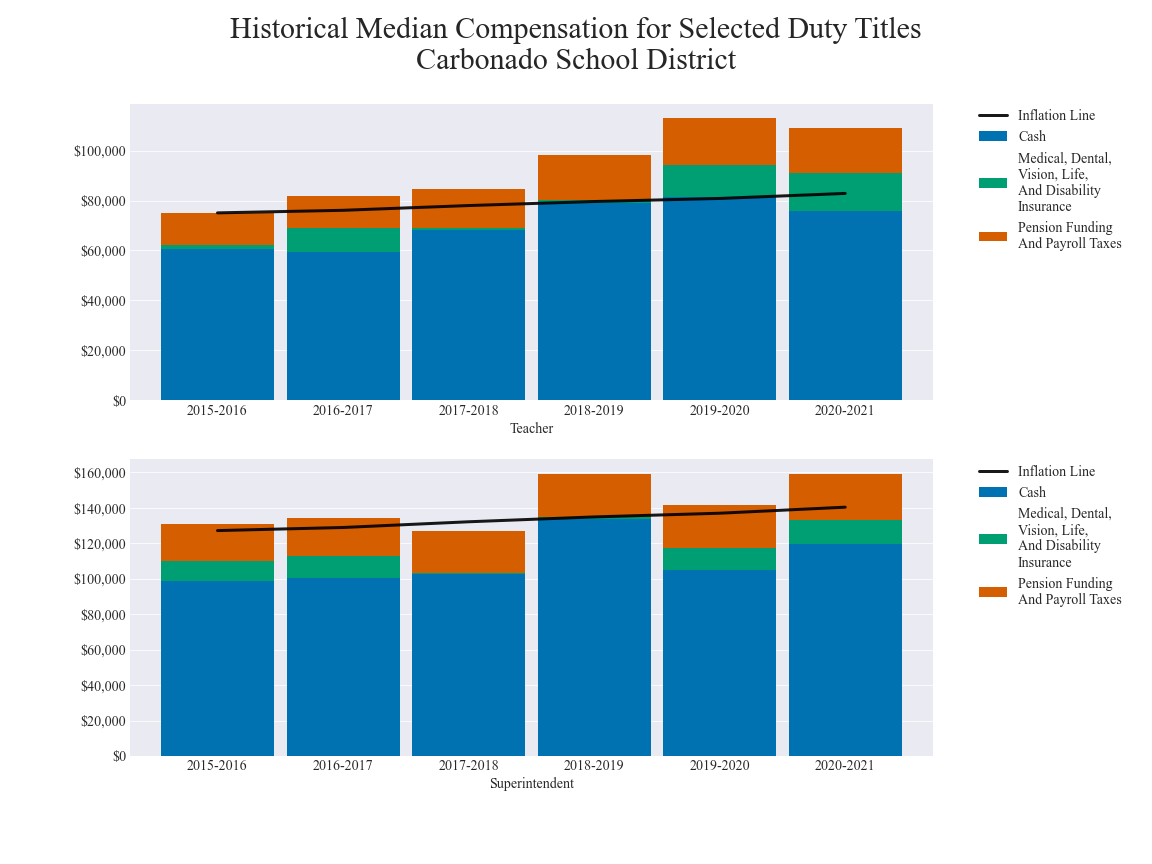 Historical Median Compensation for Selected Duty Titles
Carbonado School District
$100,000
$80,000
$60,000
$40,000
$20,000
$0
2015-2016 2016-2017 2017-2018 2018-2019 2019-2020 2020-2021
Teacher
Inflation Line
Cash
Medical, Dental,
Vision, Life,
And Disability
Insurance
Pension Funding
And Payroll Taxes
$160,000
$140,000
$120,000
$100,000
$80,000
$60,000
$40,000
$20,000
$0
2015-2016 2016-2017 2017-2018 2018-2019 2019-2020 2020-2021
Superintendent
Inflation Line
Cash
Medical, Dental,
Vision, Life,
And Disability
Insurance
Pension Funding
And Payroll Taxes